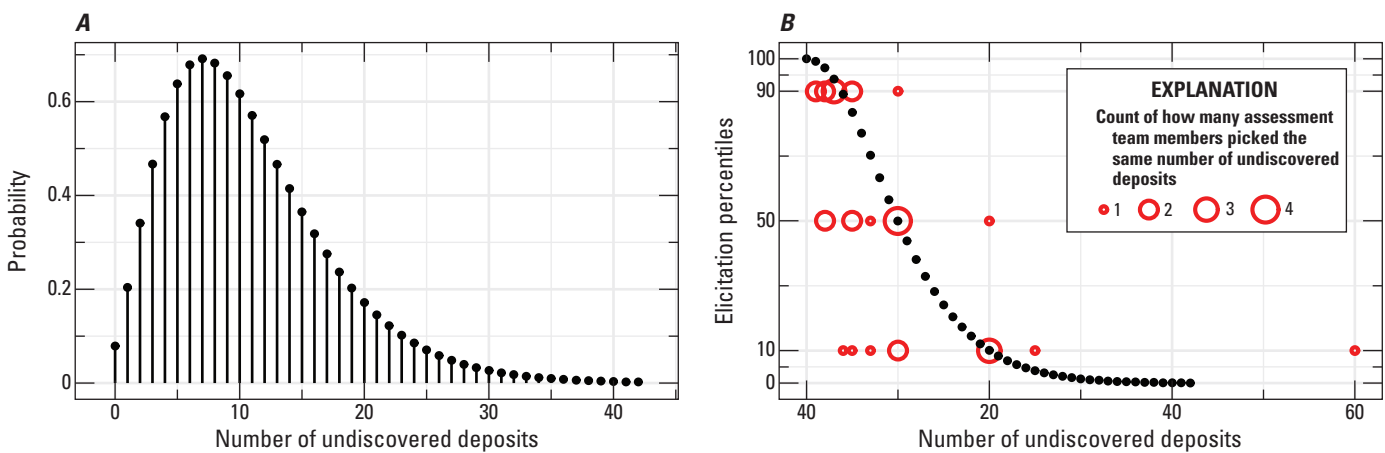 A
Probability
0.6
0.4
0.2
0
0
10
20
30
40
Number of undiscovered deposits
B
Elicitation percentiles
100
90
50
10
0
40
20
40
60
Number of undiscovered deposits
EXPLANATION
Count of how many assessment
team members picked the
same number of undiscovered
deposits
1 2 3 4